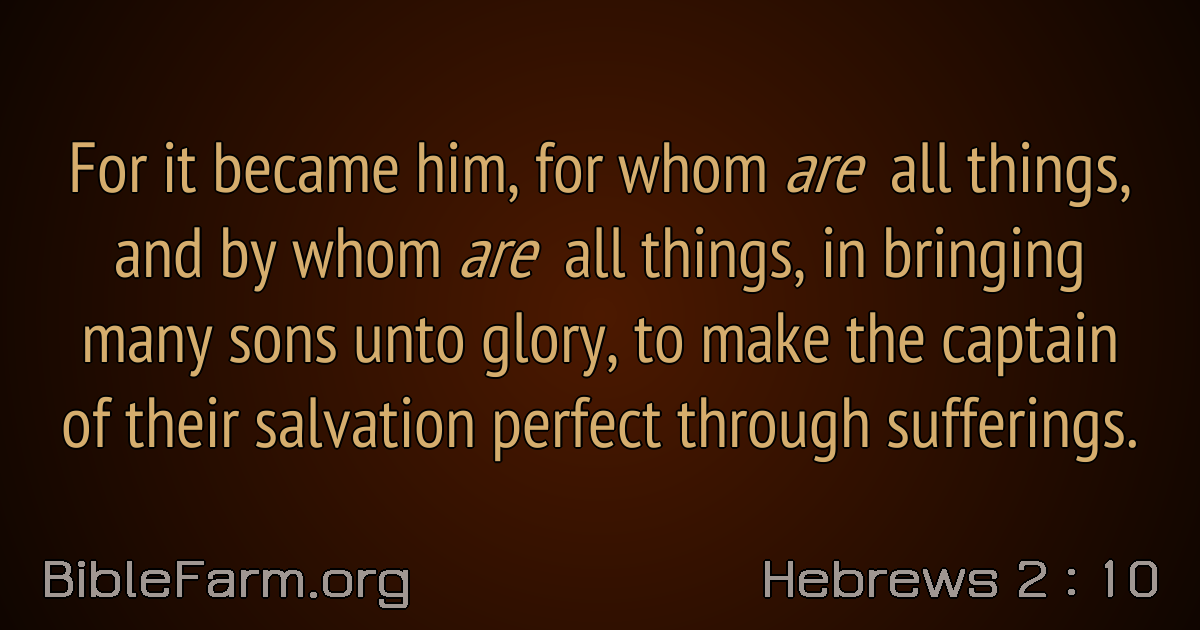 For it became him, for whom are all things,
and by whom are all things, in bringing
many sons unto glory, to make the captain
of their salvation perfect through sufferings.
BibleFarm.org
Hebrews 2 : 10